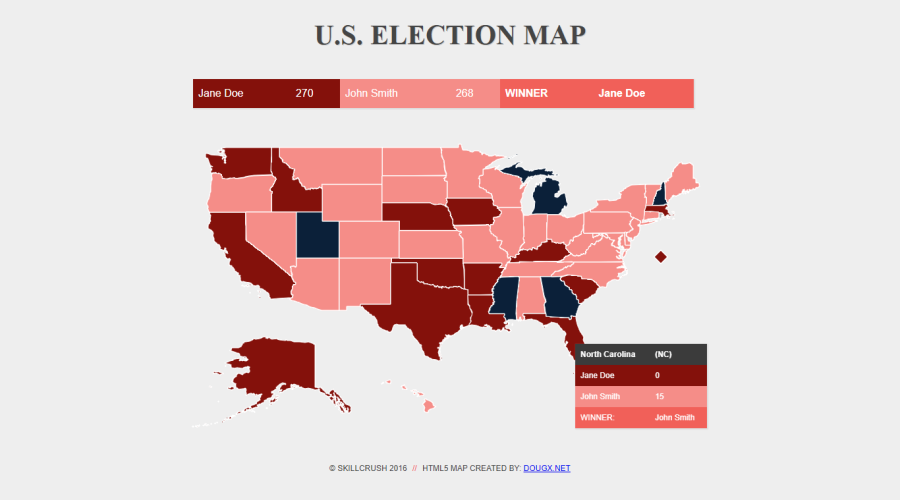 U.S. ELECTION MAP
Jane Doe 270 John Smith 268 WINNER Jane Doe
North Carolina (NC)
Jane Doe 0
John Smith 15
WINNER: John Smith
© SKILLCRUSH 2016 // HTML5 MAP CREATED BY: DOUGX.NET